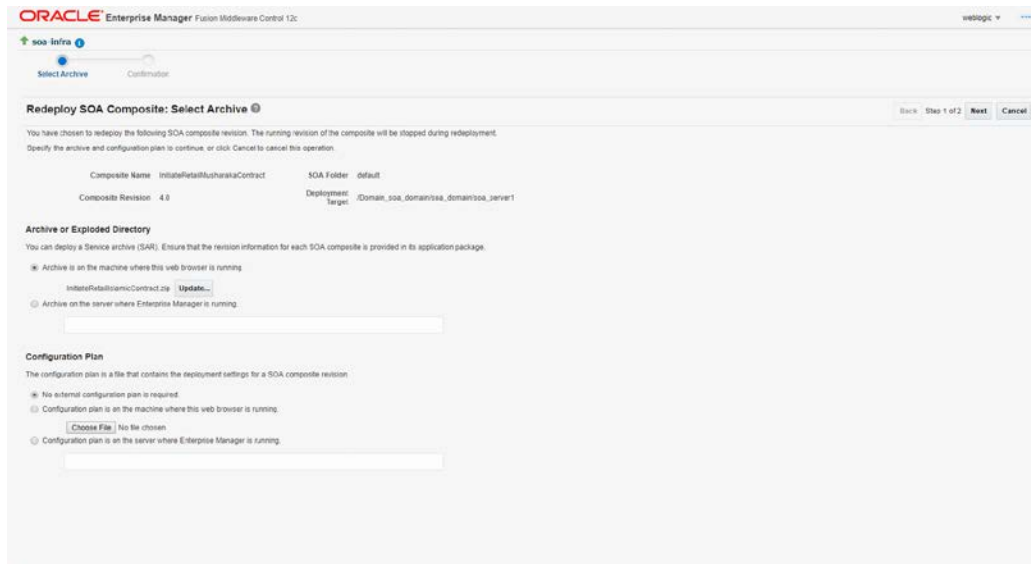 ORACLE Enterprise Manager Fusion Middleware Control 12c
weblogic
soa-infra
Select Archive Confirmation
Redeploy SOA Composite: Select Archive
Back Step 1 of 2 Next Cancel
You have chosen to redeploy the following SOA composite revision. The running revision of the composite will be stopped during redeployment.
Specify the archive and configuration plan to continue, or click Cancel to cancel this operation.
Composite Name InitiateRetailMusharakaContract SOA Folder default
Composite Revision 4.0 Deployment Target /Domain_soa_domain/soa_domain/soa_server1
Archive or Exploded Directory
You can deploy a Service archive (SAR). Ensure that the revision information for each SOA composite is provided in its application package.
Archive is on the machine where this web browser is running
InitiateRetailIslamicContract.zip Update...
Archive on the server where Enterprise Manager is running.
Configuration Plan
The configuration plan is a file that contains the deployment settings for a SOA composite revision
No external configuration plan is required.
Configuration plan is on the machine where this web browser is running.
Choose File No file chosen
Configuration plan is on the server where Enterprise Manager is running.